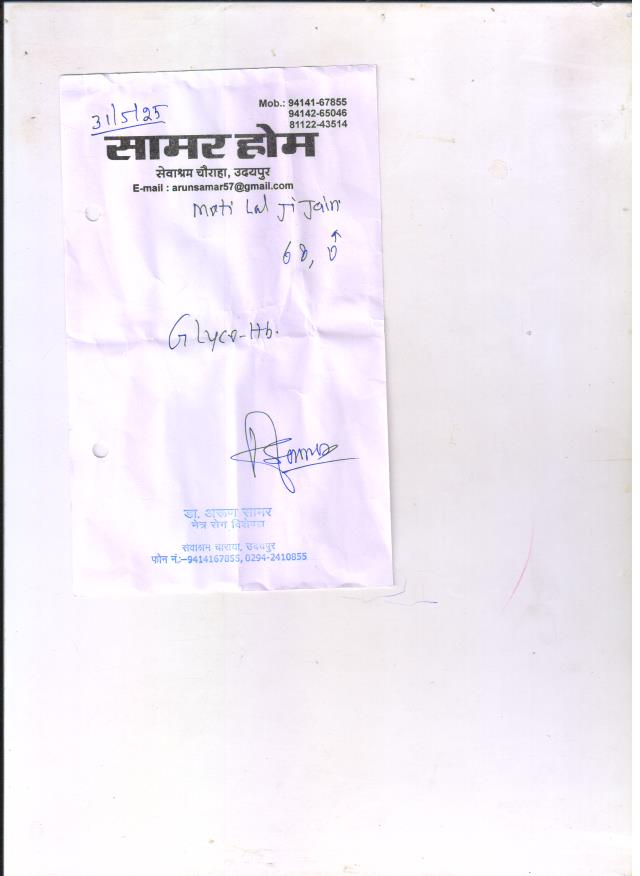 31/5/25
Mob.: 94141-67855
94142-65046
81122-43514
सामर होम
सेवाश्रम चौराहा, उदयपुर
E-mail : arunsamar57@gmail.com
Moti Lal Ji Jain
68, ♂
Glyco-Hb.
डा. अरूण सामर
नेत्र रोग विशेषज्ञ
सेवाश्रम चौराया, उदयपुर
फोन नं:-9414167855, 0294-2410855